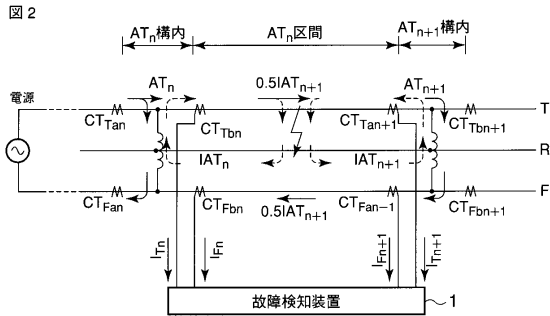 図2
ATn構内 ATn区間 ATn+1構内
電源 ATn 0.5IATn+1 ATn+1
T
CTTan CTTbn CTTan+1 CTTbn+1
R
IATn IATn+1
F
CTFan CTFbn 0.5IATn+1 CTFan−1 CTFbn+1
ITn IFn IFn+1 ITn+1
故障検知装置 1